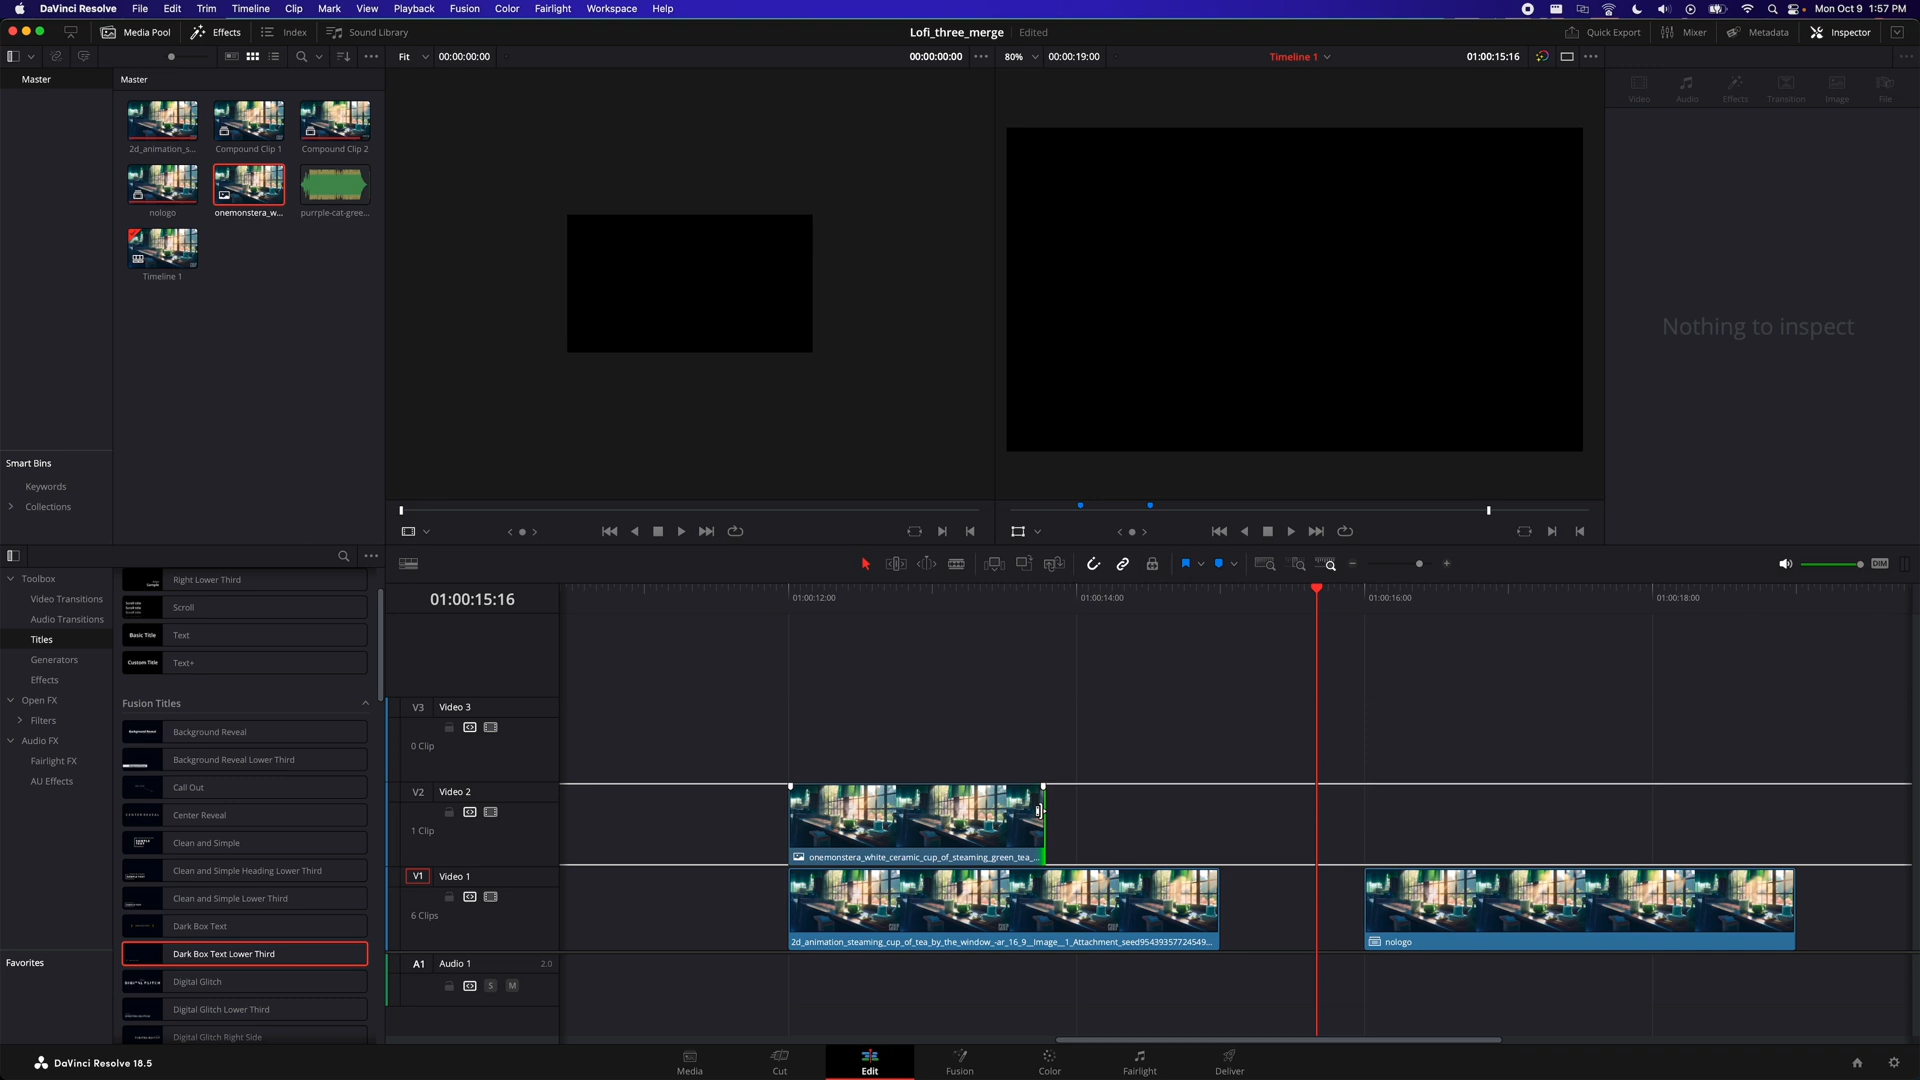 DaVinci Resolve File Edit Trim Timeline Clip Mark View Playback Fusion Color Fairlight Workspace Help Mon Oct 9 1:57 PM
Media Pool Effects Index Sound Library Lofi_three_merge Edited Quick Export Mixer Metadata Inspector
Fit 00:00:00:00 00:00:00:00 80% 00:00:19:00 Timeline 1 01:00:15:16
Master Master
Video Audio Effects Transition Image File
2d_animation_s... Compound Clip 1 Compound Clip 2
nologo onemonstera_w... purrple-cat-gree...
Timeline 1
Nothing to inspect
Smart Bins
Keywords
Collections
Toolbox
Video Transitions
Audio Transitions
Titles
Generators
Effects
Open FX
Filters
Audio FX
Fairlight FX
AU Effects
Favorites
Right Lower Third
Scroll
Basic Title Text
Custom Title Text+
Fusion Titles
Background Reveal
Background Reveal Lower Third
Call Out
Center Reveal
Clean and Simple
Clean and Simple Heading Lower Third
Clean and Simple Lower Third
Dark Box Text
Dark Box Text Lower Third
Digital Glitch
Digital Glitch Lower Third
Digital Glitch Right Side
DIM
01:00:15:16 01:00:12:00 01:00:14:00 01:00:16:00 01:00:18:00
V3 Video 3
0 Clip
V2 Video 2
1 Clip
onemonstera_white_ceramic_cup_of_steaming_green_tea_...
V1 Video 1
6 Clips
2d_animation_steaming_cup_of_tea_by_the_window_-ar_16_9__Image__1_Attachment_seed95439357724549... nologo
A1 Audio 1 2.0
S M
DaVinci Resolve 18.5 Media Cut Edit Fusion Color Fairlight Deliver